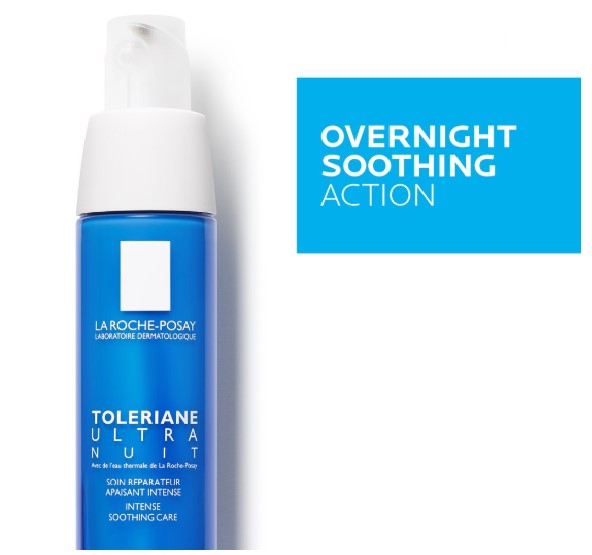 OVERNIGHT
SOOTHING
ACTION
LA ROCHE-POSAY
LABORATOIRE DERMATOLOGIQUE
TOLERIANE
ULTRA
NUIT
Avec de l'eau thermale de La Roche-Posay
SOIN REPARATEUR
APAISANT INTENSE
INTENSE
SOOTHING CARE